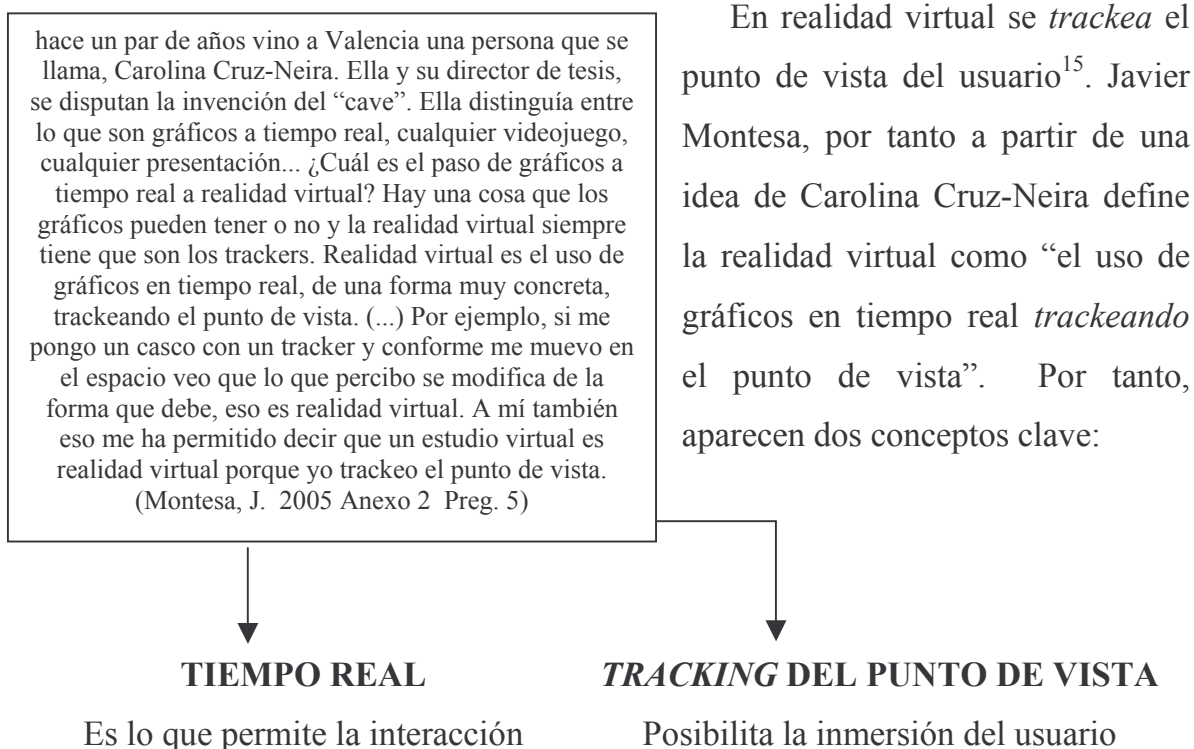 hace un par de años vino a Valencia una persona que se
llama, Carolina Cruz-Neira. Ella y su director de tesis,
se disputan la invención del “cave”. Ella distinguía entre
lo que son gráficos a tiempo real, cualquier videojuego,
cualquier presentación... ¿Cuál es el paso de gráficos a
tiempo real a realidad virtual? Hay una cosa que los
gráficos pueden tener o no y la realidad virtual siempre
tiene que son los trackers. Realidad virtual es el uso de
gráficos en tiempo real, de una forma muy concreta,
trackeando el punto de vista. (...) Por ejemplo, si me
pongo un casco con un tracker y conforme me muevo en
el espacio veo que lo que percibo se modifica de la
forma que debe, eso es realidad virtual. A mí también
eso me ha permitido decir que un estudio virtual es
realidad virtual porque yo trackeo el punto de vista.
(Montesa, J. 2005 Anexo 2 Preg. 5)
En realidad virtual se trackea el
punto de vista del usuario15. Javier
Montesa, por tanto a partir de una
idea de Carolina Cruz-Neira define
la realidad virtual como “el uso de
gráficos en tiempo real trackeando
el punto de vista”. Por tanto,
aparecen dos conceptos clave:
TIEMPO REAL
Es lo que permite la interacción
TRACKING DEL PUNTO DE VISTA
Posibilita la inmersión del usuario